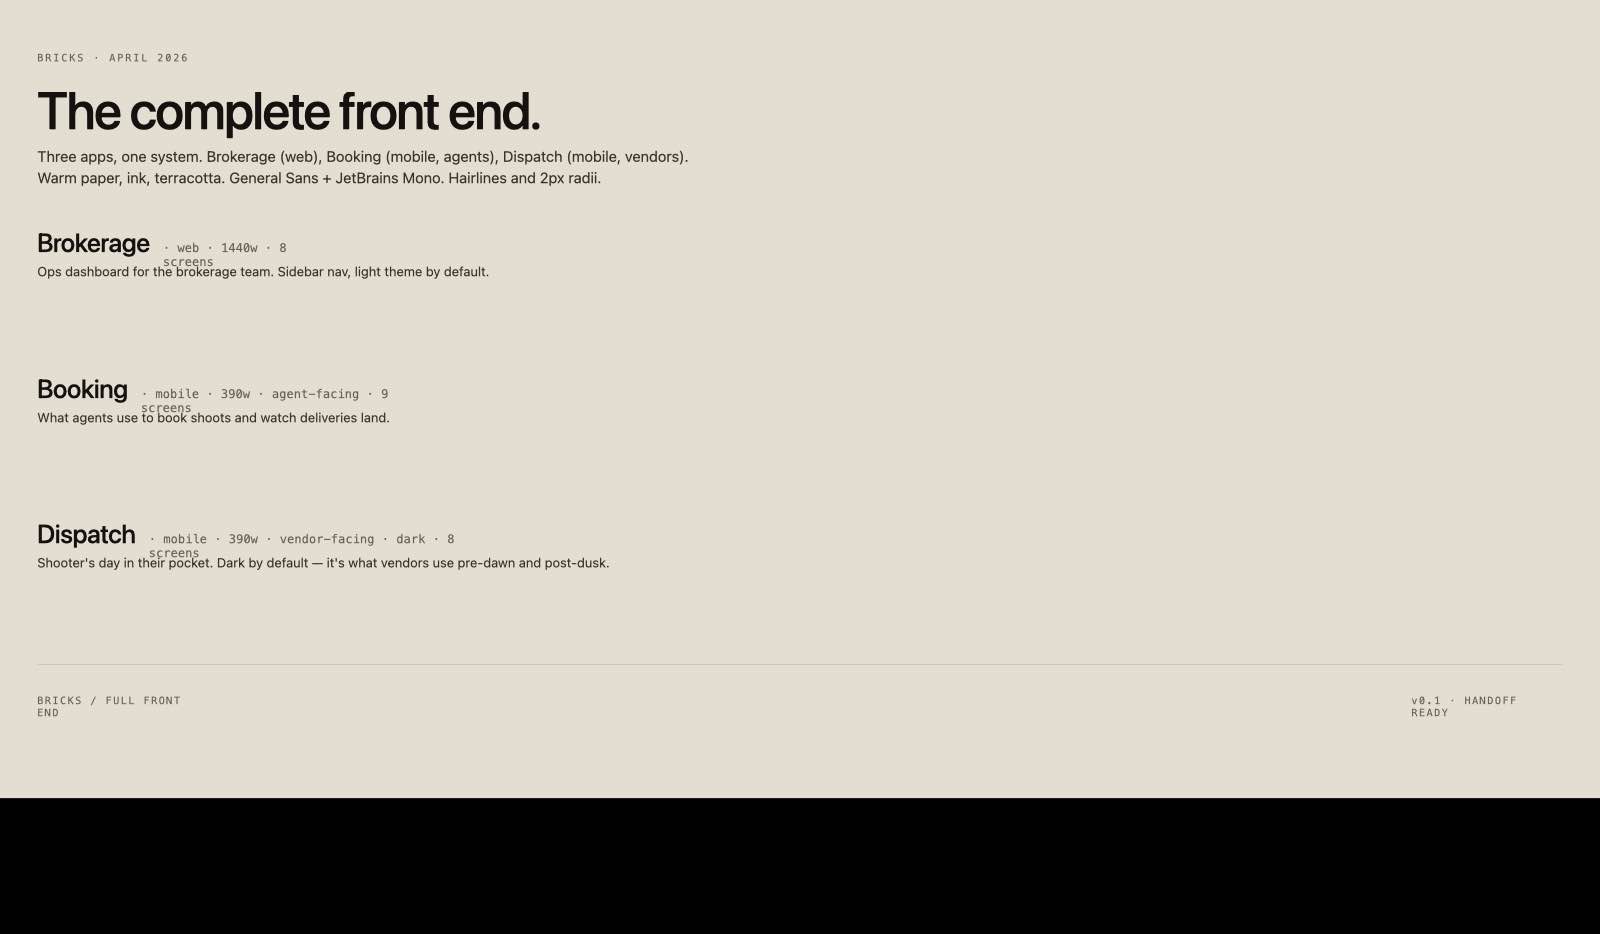 BRICKS · APRIL 2026
The complete front end.
Three apps, one system. Brokerage (web), Booking (mobile, agents), Dispatch (mobile, vendors).
Warm paper, ink, terracotta. General Sans + JetBrains Mono. Hairlines and 2px radii.
Brokerage · web · 1440w · 8
screens
Ops dashboard for the brokerage team. Sidebar nav, light theme by default.
Booking · mobile · 390w · agent-facing · 9
screens
What agents use to book shoots and watch deliveries land.
Dispatch · mobile · 390w · vendor-facing · dark · 8
screens
Shooter's day in their pocket. Dark by default — it's what vendors use pre-dawn and post-dusk.
BRICKS / FULL FRONT
END
v0.1 · HANDOFF
READY